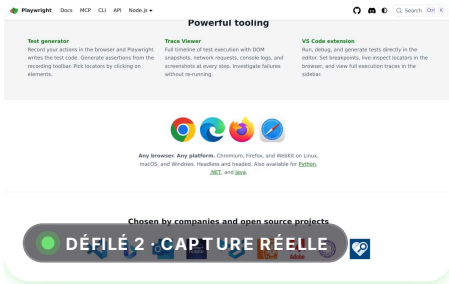 Playwright Docs MCP CLI API Node.js
Search Ctrl K
Powerful tooling
Test generator
Record your actions in the browser and Playwright
writes the test code. Generate assertions from the
recording toolbar. Pick locators by clicking on
elements.
Trace Viewer
Full timeline of test execution with DOM
snapshots, network requests, console logs, and
screenshots at every step. Investigate failures
without re-running.
VS Code extension
Run, debug, and generate tests directly in the
editor. Set breakpoints, live-inspect locators in the
browser, and view full execution traces in the
sidebar.
Any browser. Any platform. Chromium, Firefox, and WebKit on Linux,
macOS, and Windows. Headless and headed. Also available for Python,
.NET, and Java.
Chosen by companies and open source projects
DÉFILÉ 2 · CAPTURE RÉELLE
Adobe